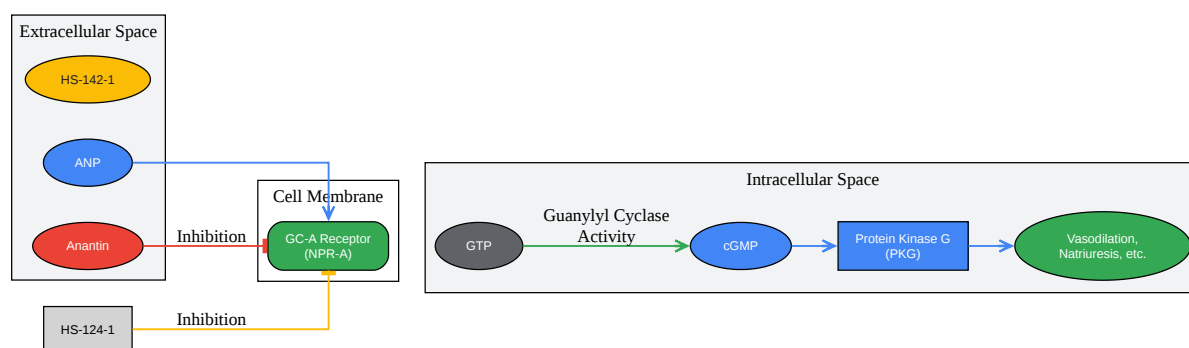 Extracellular Space
HS-142-1
ANP
Anantin
Inhibition
HS-124-1
Inhibition
Cell Membrane
GC-A Receptor
(NPR-A)
Intracellular Space
GTP
Guanylyl Cyclase
Activity
cGMP
Protein Kinase G
(PKG)
Vasodilation,
Natriuresis, etc.